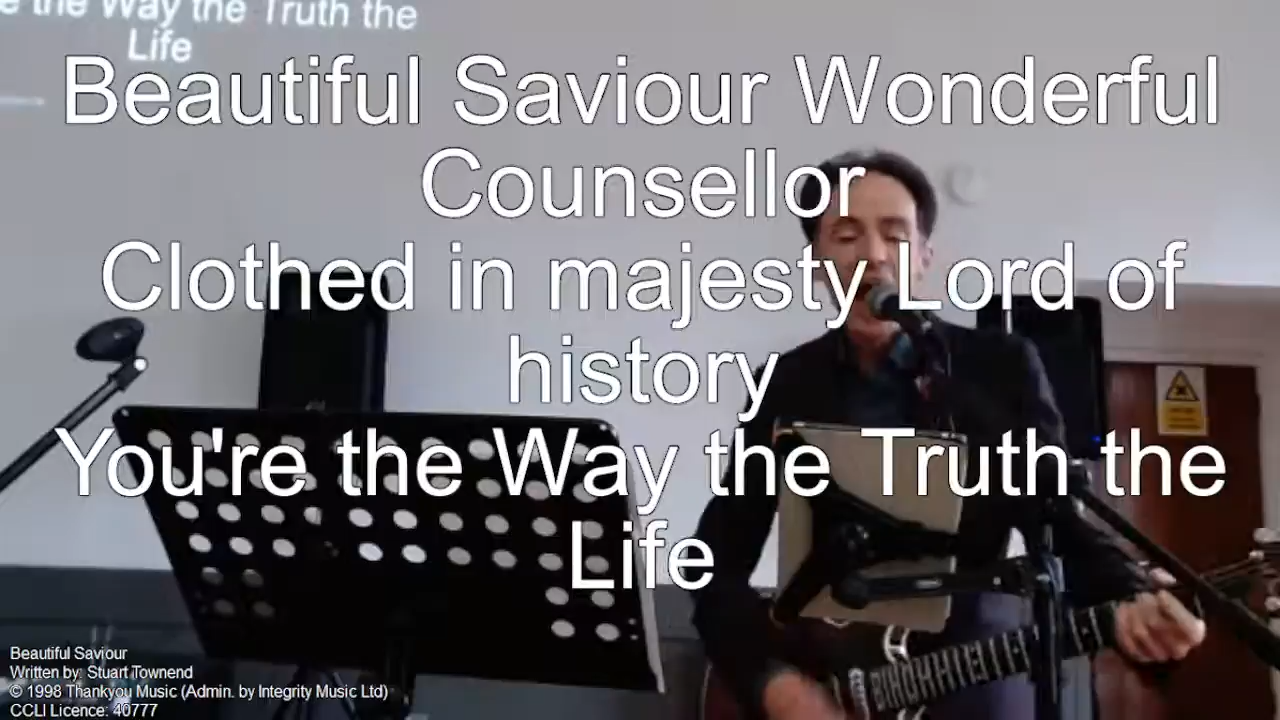 e the Way the Truth the
Life
Beautiful Saviour Wonderful
Counsellor
Clothed in majesty Lord of
history
You're the Way the Truth the
Life
Beautiful Saviour
Written by: Stuart Townend
© 1998 Thankyou Music (Admin. by Integrity Music Ltd)
CCLI Licence: 40777